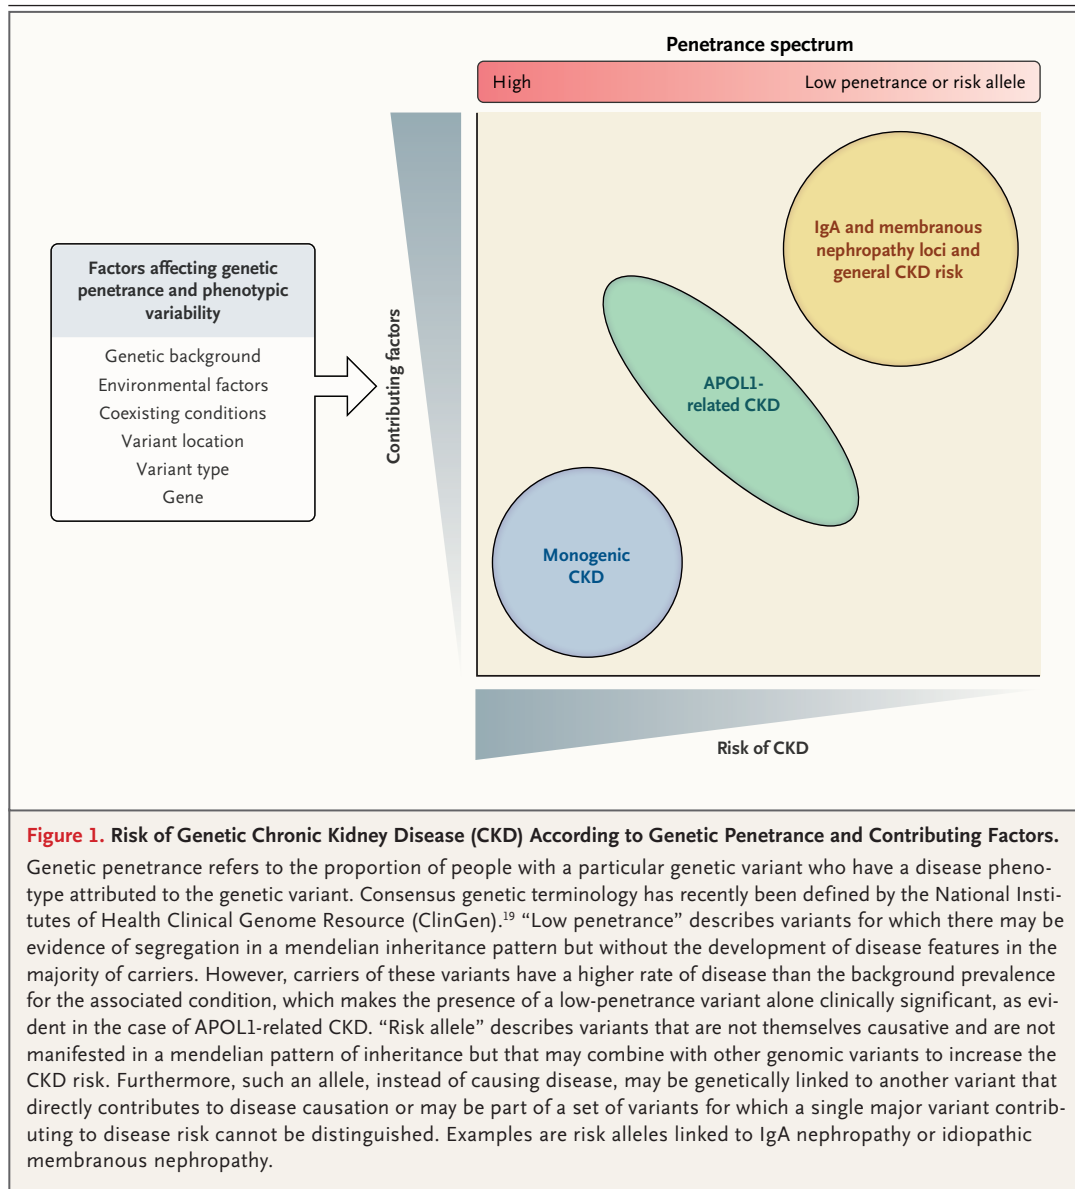 Penetrance spectrum
High
Low penetrance or risk allele
Factors affecting genetic
penetrance and phenotypic
variability
Genetic background
Environmental factors
Coexisting conditions
Variant location
Variant type
Gene
Contributing factors
IgA and membranous
nephropathy loci and
general CKD risk
APOL1-
related CKD
Monogenic
CKD
Risk of CKD
Figure 1. Risk of Genetic Chronic Kidney Disease (CKD) According to Genetic Penetrance and Contributing Factors.
Genetic penetrance refers to the proportion of people with a particular genetic variant who have a disease pheno-
type attributed to the genetic variant. Consensus genetic terminology has recently been defined by the National Insti-
tutes of Health Clinical Genome Resource (ClinGen).19 “Low penetrance” describes variants for which there may be
evidence of segregation in a mendelian inheritance pattern but without the development of disease features in the
majority of carriers. However, carriers of these variants have a higher rate of disease than the background prevalence
for the associated condition, which makes the presence of a low-penetrance variant alone clinically significant, as evi-
dent in the case of APOL1-related CKD. “Risk allele” describes variants that are not themselves causative and are not
manifested in a mendelian pattern of inheritance but that may combine with other genomic variants to increase the
CKD risk. Furthermore, such an allele, instead of causing disease, may be genetically linked to another variant that
directly contributes to disease causation or may be part of a set of variants for which a single major variant contrib-
uting to disease risk cannot be distinguished. Examples are risk alleles linked to IgA nephropathy or idiopathic
membranous nephropathy.